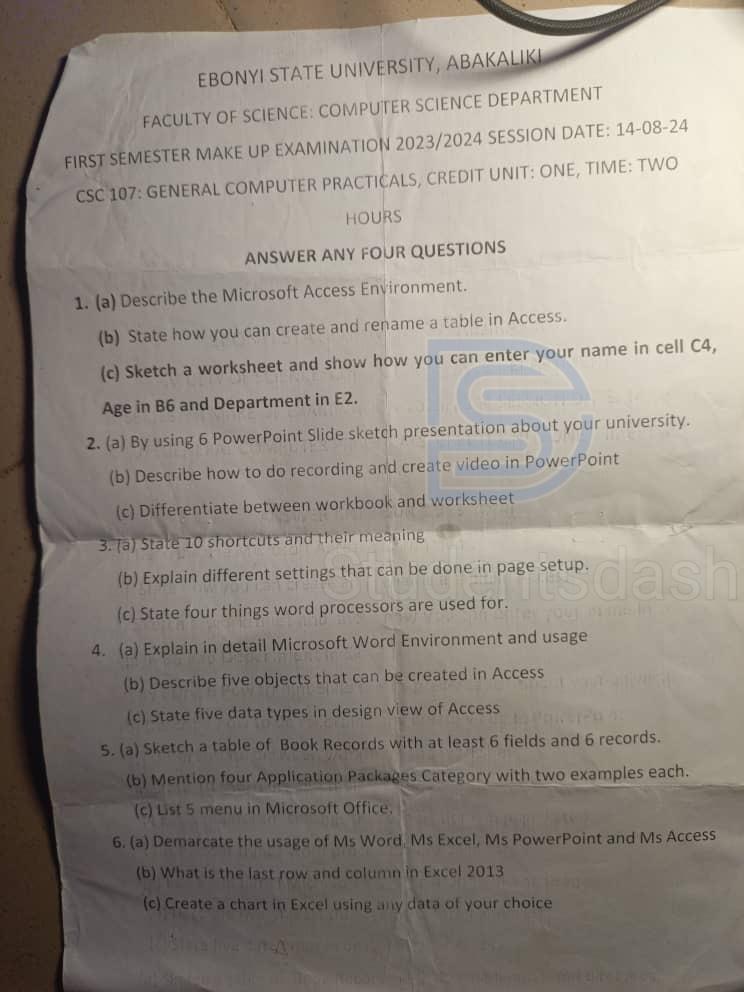 EBONYI STATE UNIVERSITY, ABAKALIKI
FACULTY OF SCIENCE: COMPUTER SCIENCE DEPARTMENT
FIRST SEMESTER MAKE UP EXAMINATION 2023/2024 SESSION DATE: 14-08-24
CSC 107: GENERAL COMPUTER PRACTICALS, CREDIT UNIT: ONE, TIME: TWO
HOURS
ANSWER ANY FOUR QUESTIONS
1. (a) Describe the Microsoft Access Environment.
(b) State how you can create and rename a table in Access.
(c) Sketch a worksheet and show how you can enter your name in cell C4,
Age in B6 and Department in E2.
2. (a) By using 6 PowerPoint Slide sketch presentation about your university.
(b) Describe how to do recording and create video in PowerPoint
(c) Differentiate between workbook and worksheet
3. (a) State 10 shortcuts and their meaning
Studentsdash
(b) Explain different settings that can be done in page setup.
(c) State four things word processors are used for.
4. (a) Explain in detail Microsoft Word Environment and usage
(b) Describe five objects that can be created in Access
(c) State five data types in design view of Access
5. (a) Sketch a table of Book Records with at least 6 fields and 6 records.
(b) Mention four Application Packages Category with two examples each.
(c) List 5 menu in Microsoft Office.
6. (a) Demarcate the usage of Ms Word, Ms Excel, Ms PowerPoint and Ms Access
(b) What is the last row and column in Excel 2013
(c) Create a chart in Excel using any data of your choice